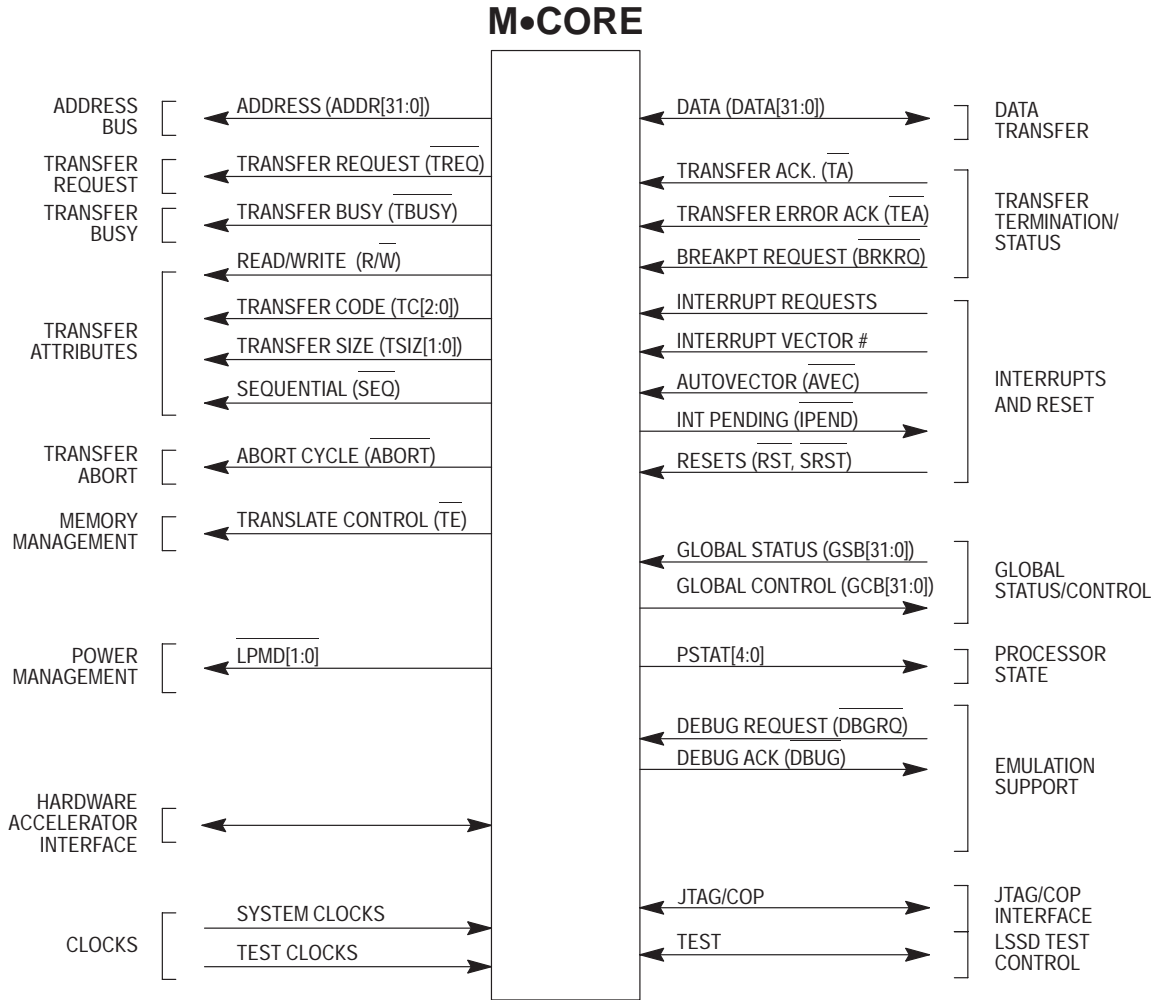 M•CORE
ADDRESS
BUS
ADDRESS (ADDR[31:0])
TRANSFER
REQUEST
TRANSFER REQUEST (TREQ)
TRANSFER
BUSY
TRANSFER BUSY (TBUSY)
TRANSFER
ATTRIBUTES
READ/WRITE (R/W)
TRANSFER CODE (TC[2:0])
TRANSFER SIZE (TSIZ[1:0])
SEQUENTIAL (SEQ)
TRANSFER
ABORT
ABORT CYCLE (ABORT)
MEMORY
MANAGEMENT
TRANSLATE CONTROL (TE)
POWER
MANAGEMENT
LPMD[1:0]
HARDWARE
ACCELERATOR
INTERFACE
CLOCKS
SYSTEM CLOCKS
TEST CLOCKS
DATA (DATA[31:0])
DATA
TRANSFER
TRANSFER ACK. (TA)
TRANSFER ERROR ACK (TEA)
BREAKPT REQUEST (BRKRQ)
TRANSFER
TERMINATION/
STATUS
INTERRUPT REQUESTS
INTERRUPT VECTOR #
AUTOVECTOR (AVEC)
INT PENDING (IPEND)
RESETS (RST, SRST)
INTERRUPTS
AND RESET
GLOBAL STATUS (GSB[31:0])
GLOBAL CONTROL (GCB[31:0])
GLOBAL
STATUS/CONTROL
PSTAT[4:0]
PROCESSOR
STATE
DEBUG REQUEST (DBGRQ)
DEBUG ACK (DBUG)
EMULATION
SUPPORT
JTAG/COP
JTAG/COP
INTERFACE
TEST
LSSD TEST
CONTROL